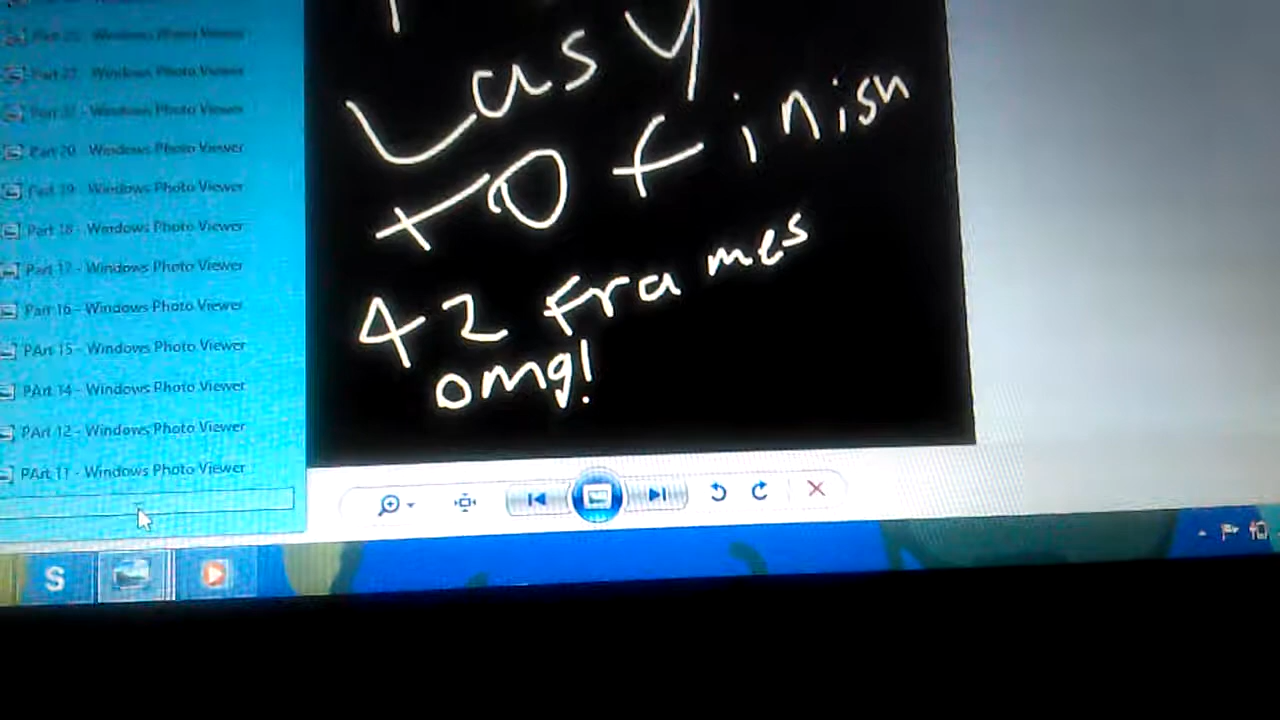 Part 20 - Windows Photo Viewer
Part 19 - Windows Photo Viewer
Part 18 - Windows Photo Viewer
Part 17 - Windows Photo Viewer
Part 16 - Windows Photo Viewer
PArt 15 - Windows Photo Viewer
PArt 14 - Windows Photo Viewer
PArt 12 - Windows Photo Viewer
PArt 11 - Windows Photo Viewer
Lasy
to finish
42 Frames
omg!
S